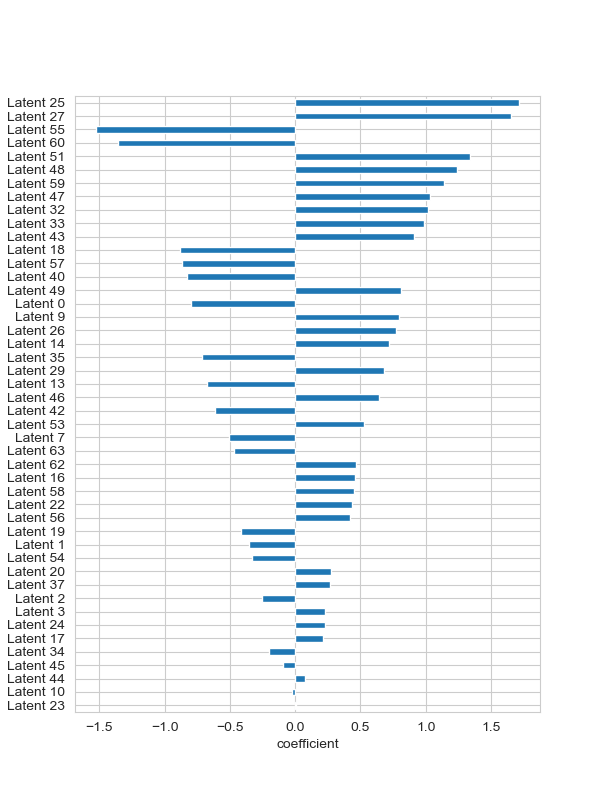 Latent 25
Latent 27
Latent 55
Latent 60
Latent 51
Latent 48
Latent 59
Latent 47
Latent 32
Latent 33
Latent 43
Latent 18
Latent 57
Latent 40
Latent 49
Latent 0
Latent 9
Latent 26
Latent 14
Latent 35
Latent 29
Latent 13
Latent 46
Latent 42
Latent 53
Latent 7
Latent 63
Latent 62
Latent 16
Latent 58
Latent 22
Latent 56
Latent 19
Latent 1
Latent 54
Latent 20
Latent 37
Latent 2
Latent 3
Latent 24
Latent 17
Latent 34
Latent 45
Latent 44
Latent 10
Latent 23
−1.5 −1.0 −0.5 0.0 0.5 1.0 1.5
coefficient